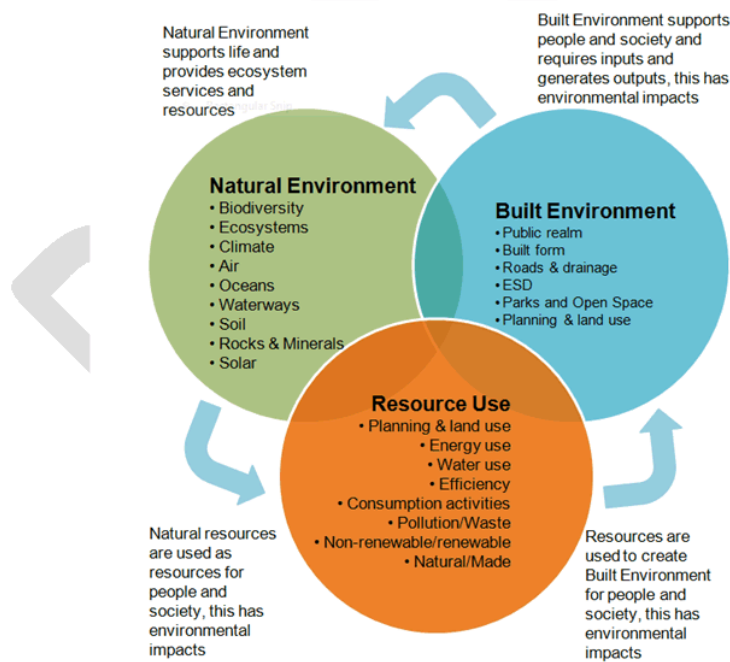 Natural Environment
supports life and
provides ecosystem
services and
resources
Built Environment supports
people and society and
requires inputs and
generates outputs, this has
environmental impacts
Natural Environment
• Biodiversity
• Ecosystems
• Climate
• Air
• Oceans
• Waterways
• Soil
• Rocks & Minerals
• Solar
Built Environment
• Public realm
• Built form
• Roads & drainage
• ESD
• Parks and Open Space
• Planning & land use
Resource Use
• Planning & land use
• Energy use
• Water use
• Efficiency
• Consumption activities
• Pollution/Waste
• Non-renewable/renewable
• Natural/Made
Natural resources
are used as
resources for
people and
society, this has
environmental
impacts
Resources are
used to create
Built Environment
for people and
society, this has
environmental
impacts